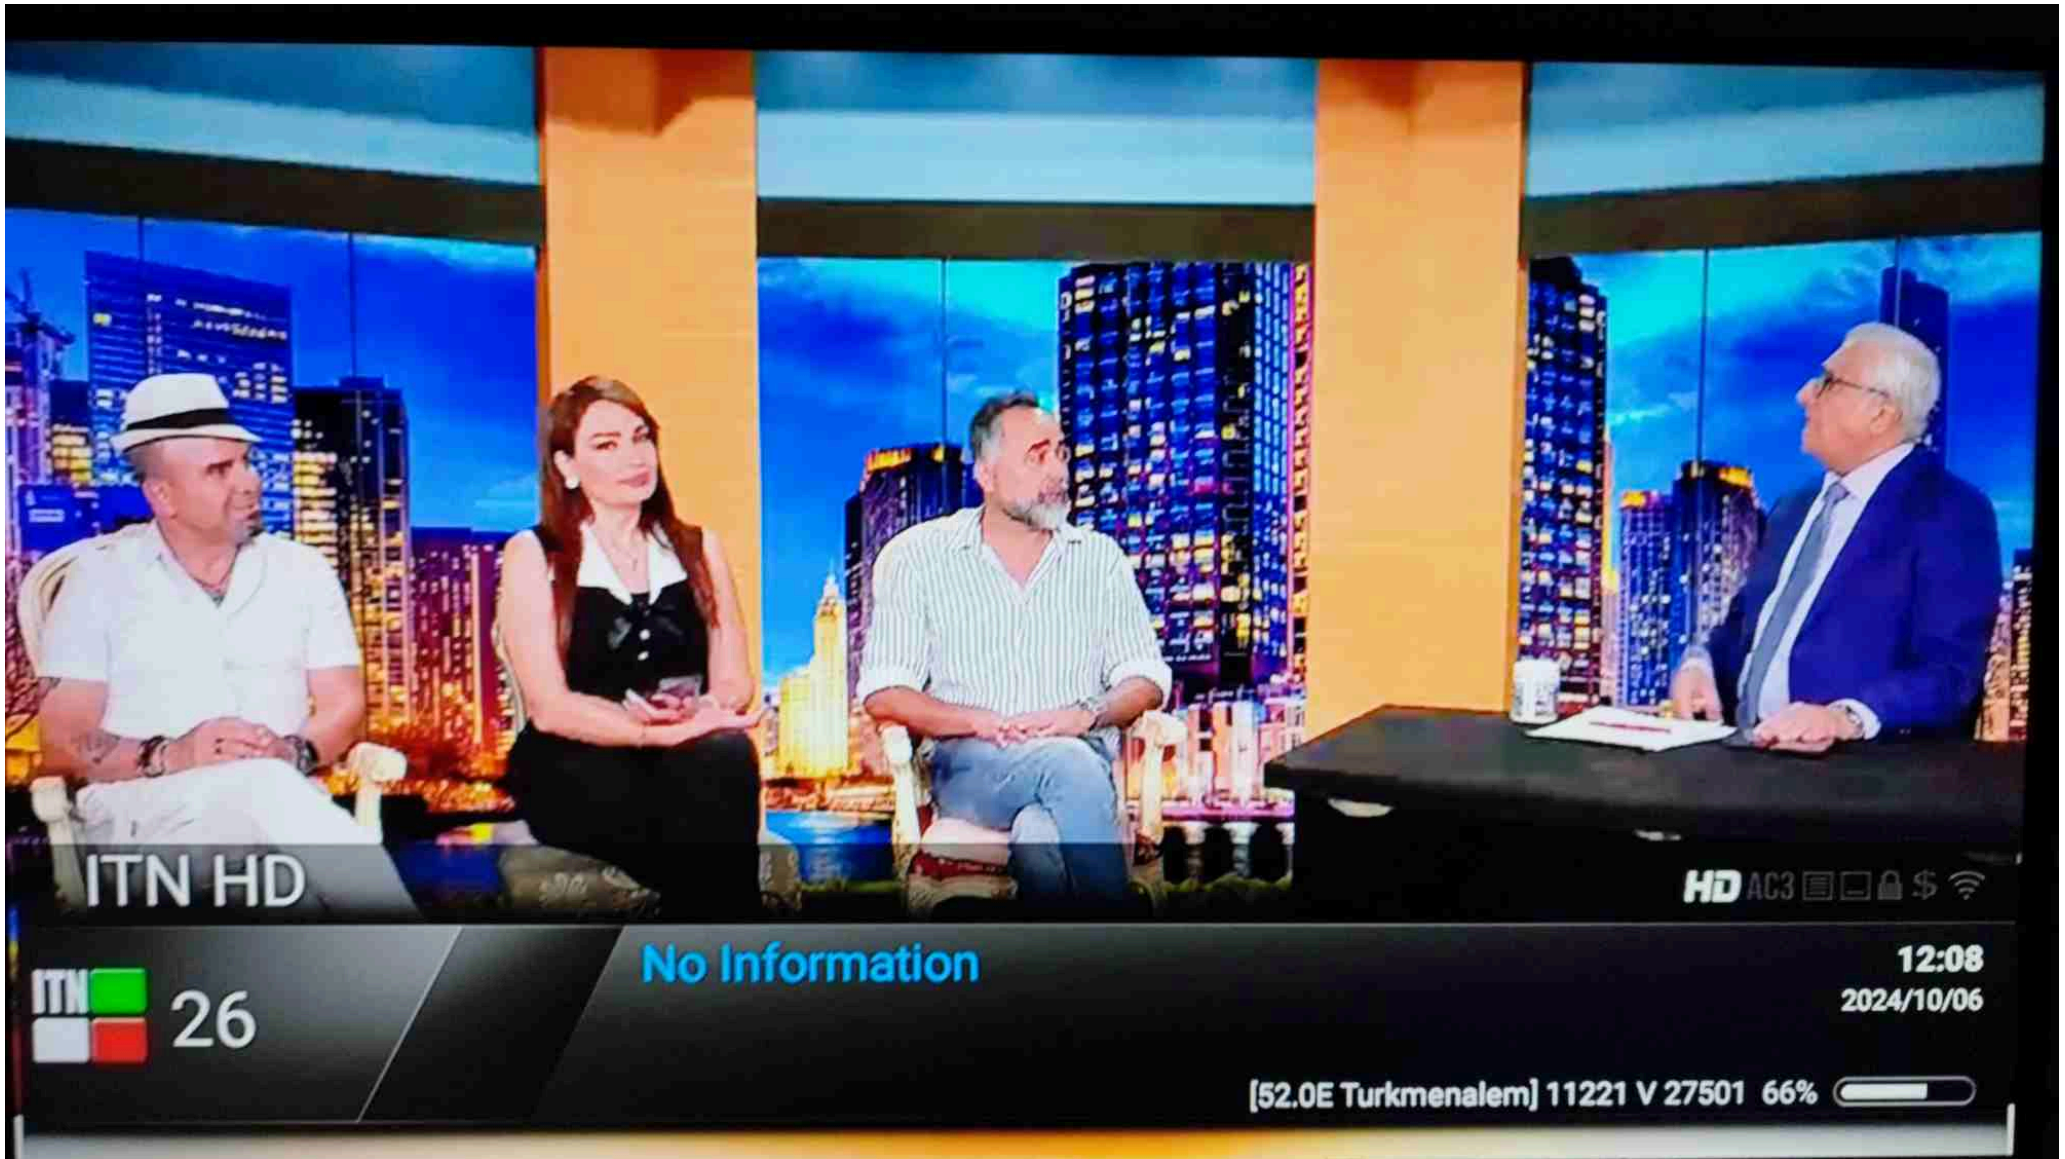 ITN HD
HD AC3 $
ITN
26
No Information
12:08
2024/10/06
[52.0E Turkmenalem] 11221 V 27501 66%